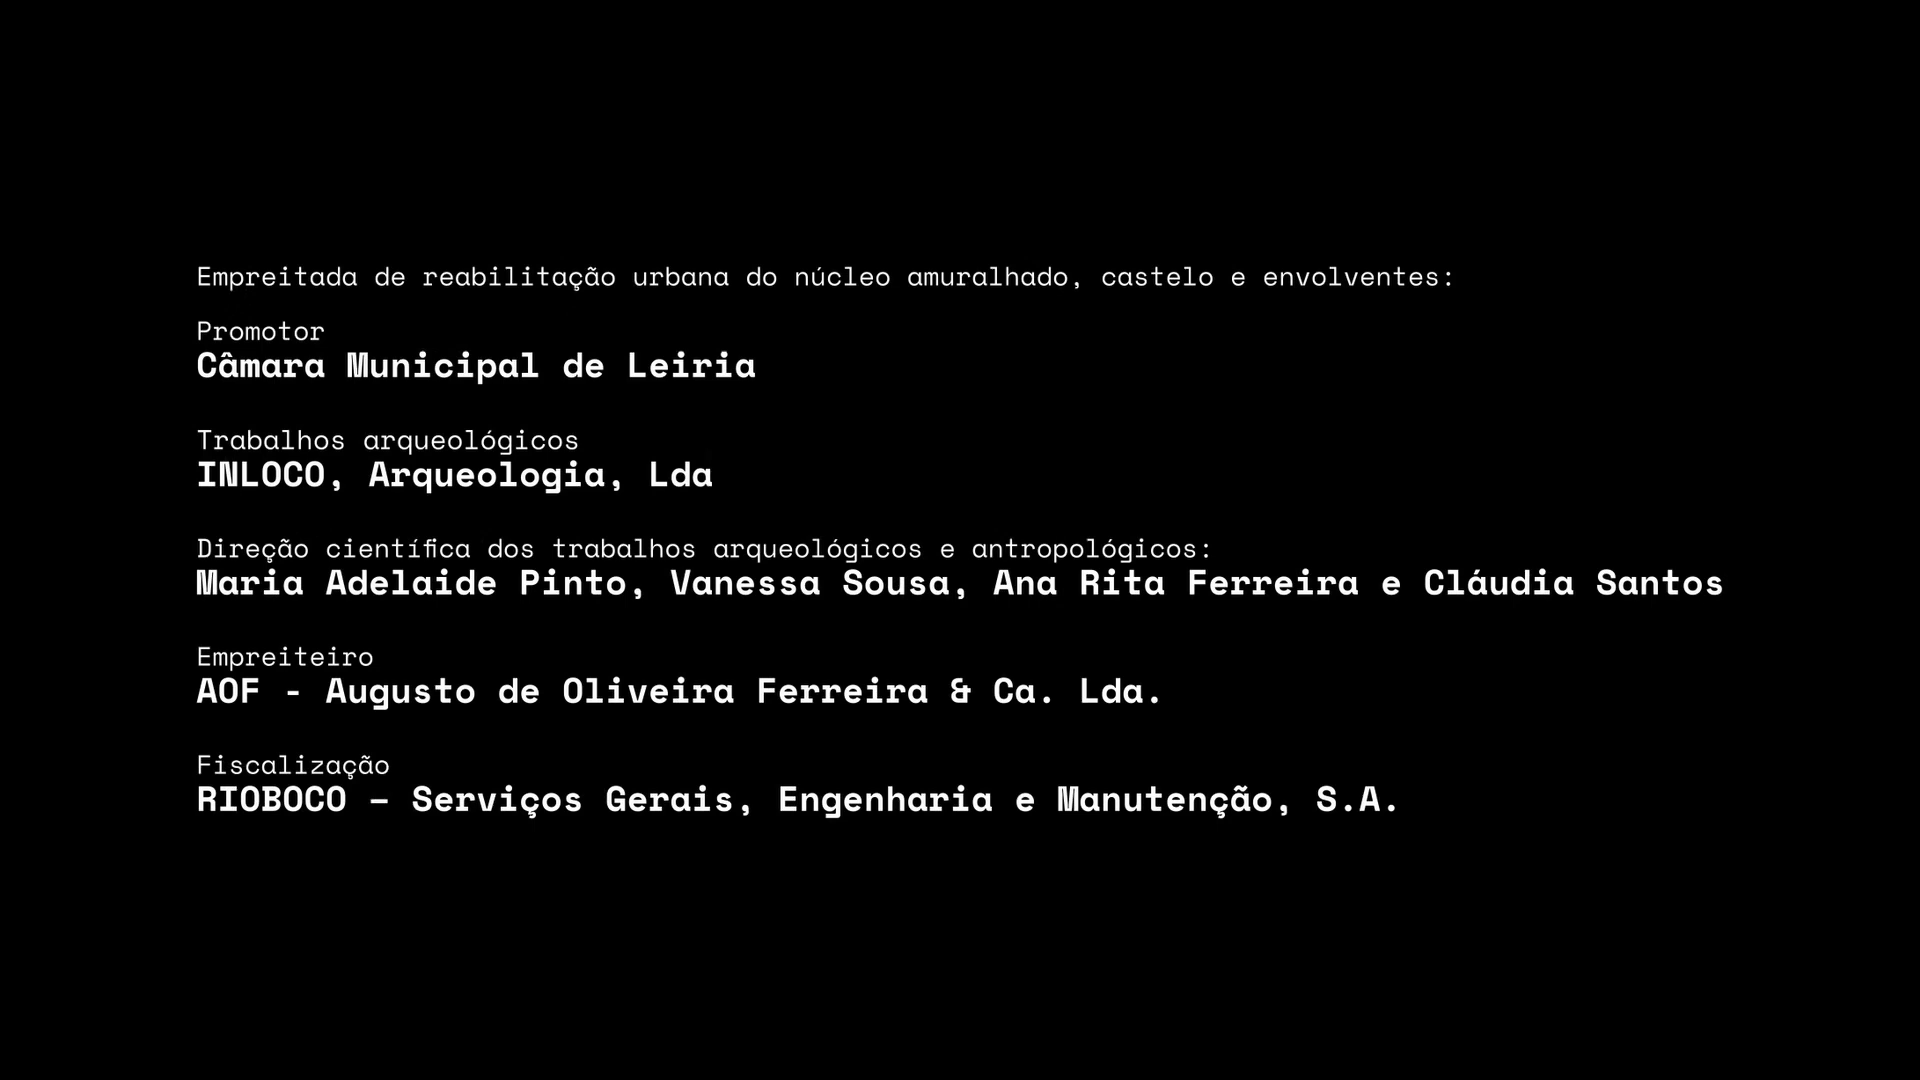 Empreitada de reabilitação urbana do núcleo amuralhado, castelo e envolventes:
Promotor
Câmara Municipal de Leiria
Trabalhos arqueológicos
INLOCO, Arqueologia, Lda
Direção científica dos trabalhos arqueológicos e antropológicos:
Maria Adelaide Pinto, Vanessa Sousa, Ana Rita Ferreira e Cláudia Santos
Empreiteiro
AOF - Augusto de Oliveira Ferreira & Ca. Lda.
Fiscalização
RIOBOCO – Serviços Gerais, Engenharia e Manutenção, S.A.